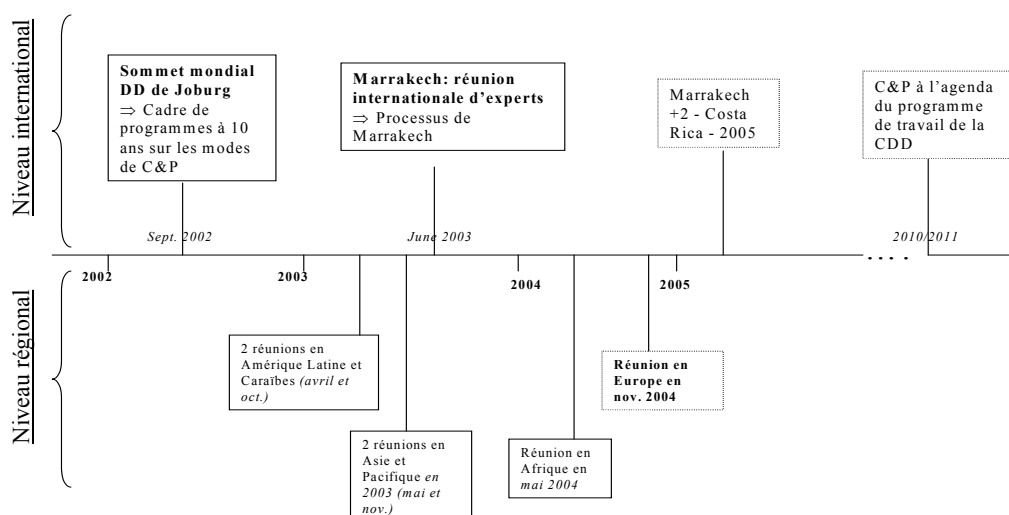 Niveau international
Sommet mondial
DD de Joburg
⇒ Cadre de
programmes à 10
ans sur les modes
de C&P
Marrakech: réunion
internationale d’experts
⇒ Processus de
Marrakech
Marrakech
+2 - Costa
Rica - 2005
C&P à l’agenda
du programme
de travail de la
CDD
Sept. 2002
June 2003
2010/2011
....
2002
2003
2004
2005
Niveau régional
2 réunions en
Amérique Latine et
Caraïbes (avril et
oct.)
2 réunions en
Asie et
Pacifique en
2003 (mai et
nov.)
Réunion en
Afrique en
mai 2004
Réunion en
Europe en
nov. 2004